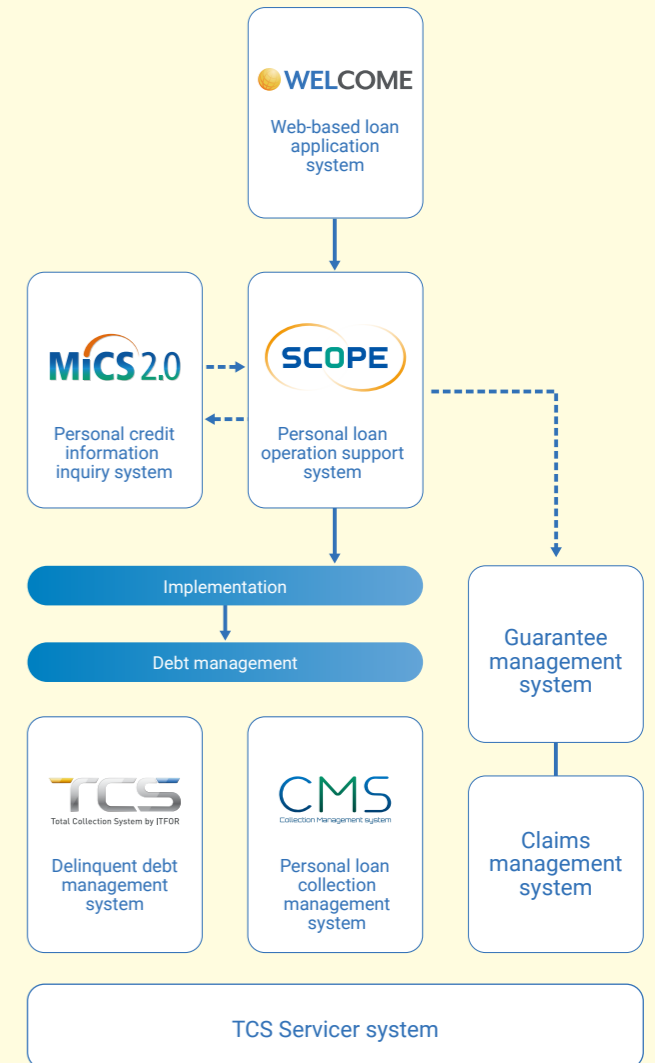 WELCOME
Web-based loan
application
system
MiCS 2.0
Personal credit
information
inquiry system
SCOPE
Personal loan
operation support
system
Implementation
Debt management
Guarantee
management
system
TCS
Total Collection System by ITFOR
Delinquent debt
management
system
CMS
Collection Management system
Personal loan
collection
management
system
Claims
management
system
TCS Servicer system